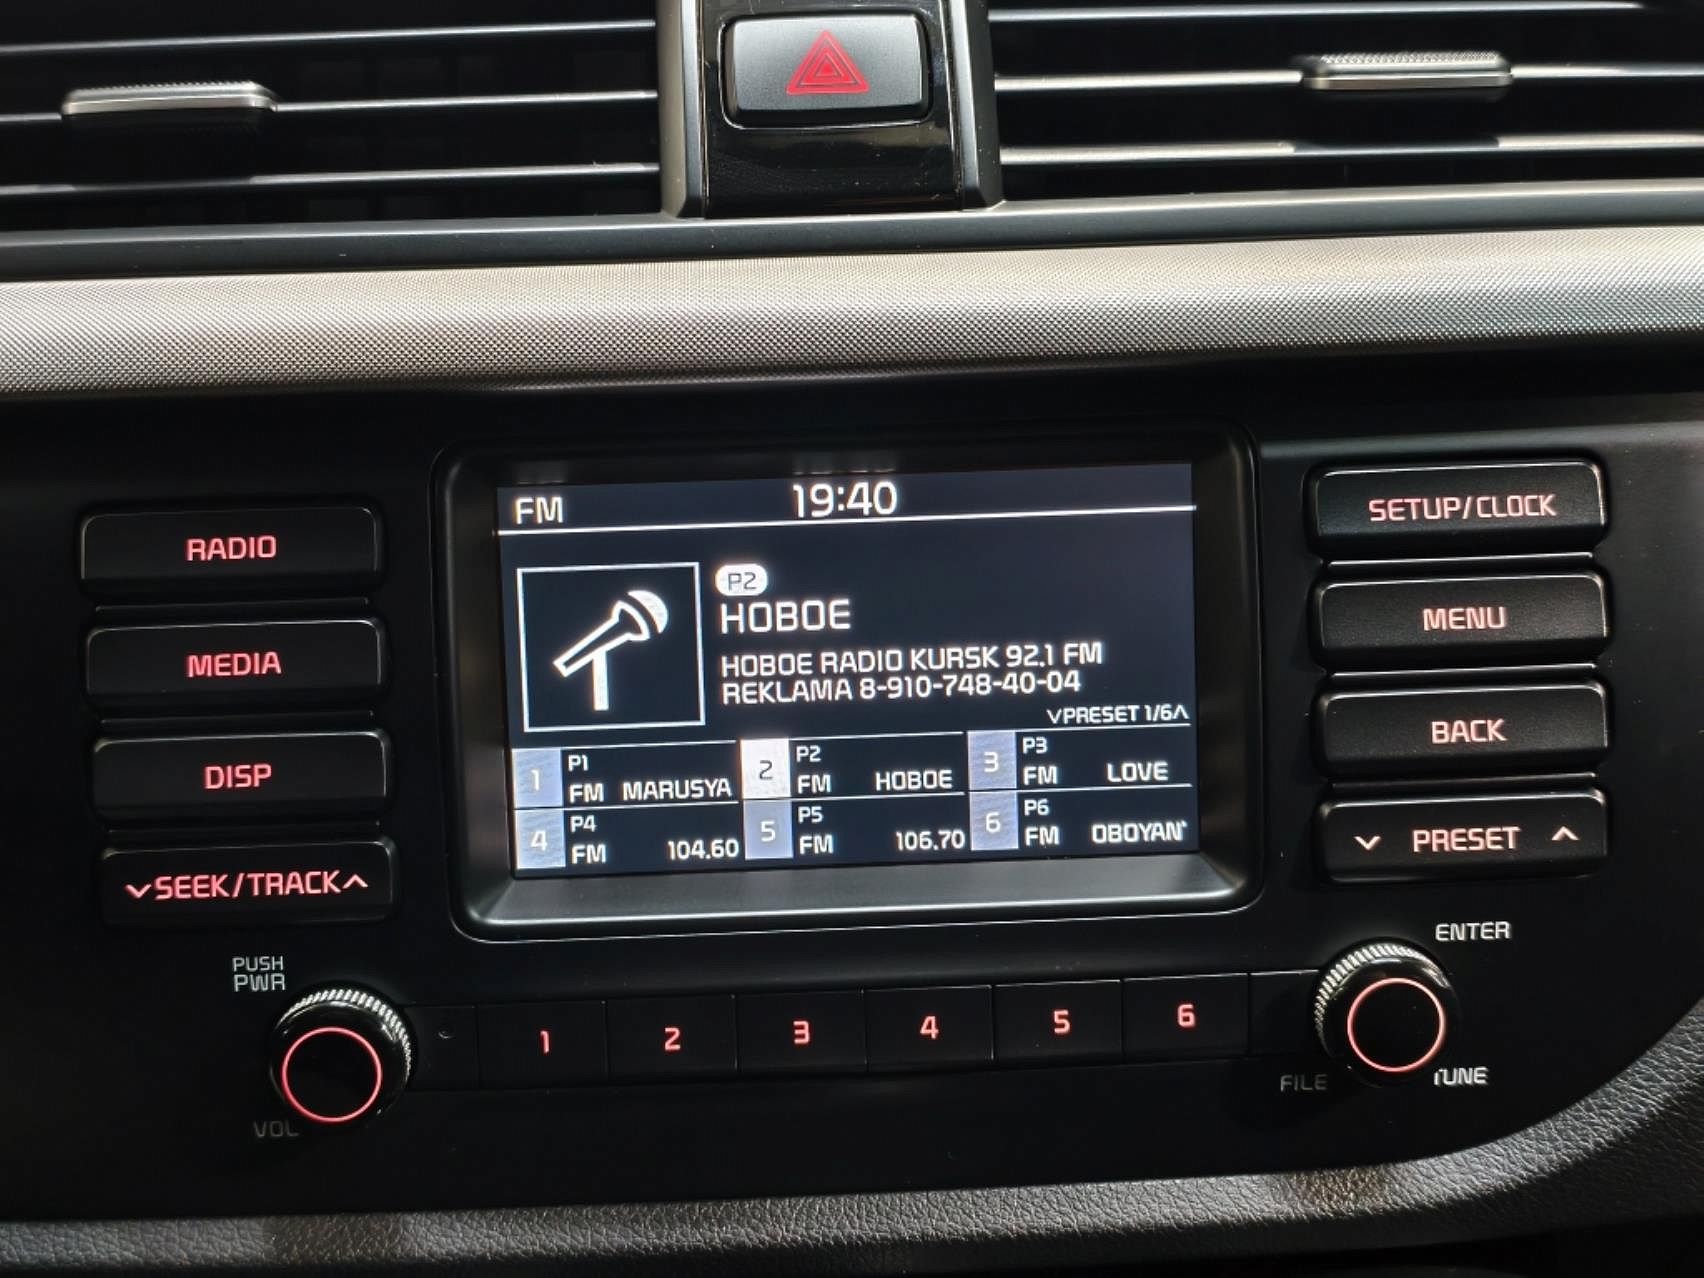 FM 19:40
P2
HOBOE
HOBOE RADIO KURSK 92.1 FM
REKLAMA 8-910-748-40-04
PRESET 1/6
1 P1 FM MARUSYA
2 P2 FM HOBOE
3 P3 FM LOVE
4 P4 FM 104.60
5 P5 FM 106.70
6 P6 FM OBOYAN'
RADIO
MEDIA
DISP
SEEK/TRACK
SETUP/CLOCK
MENU
BACK
PRESET
PUSH
PWR
VOL
1 2 3 4 5 6
ENTER
FILE
TUNE